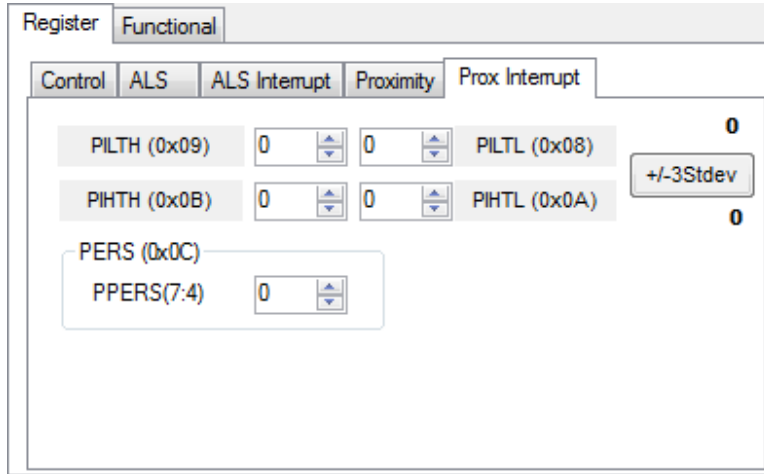 Register Functional
Control ALS ALS Interrupt Proximity Prox Interrupt
0
PILTH (0x09) 0 0 PILTL (0x08)
+/-3Stdev
PIHTH (0x0B) 0 0 PIHTL (0x0A)
0
PERS (0x0C)
PPERS(7:4) 0